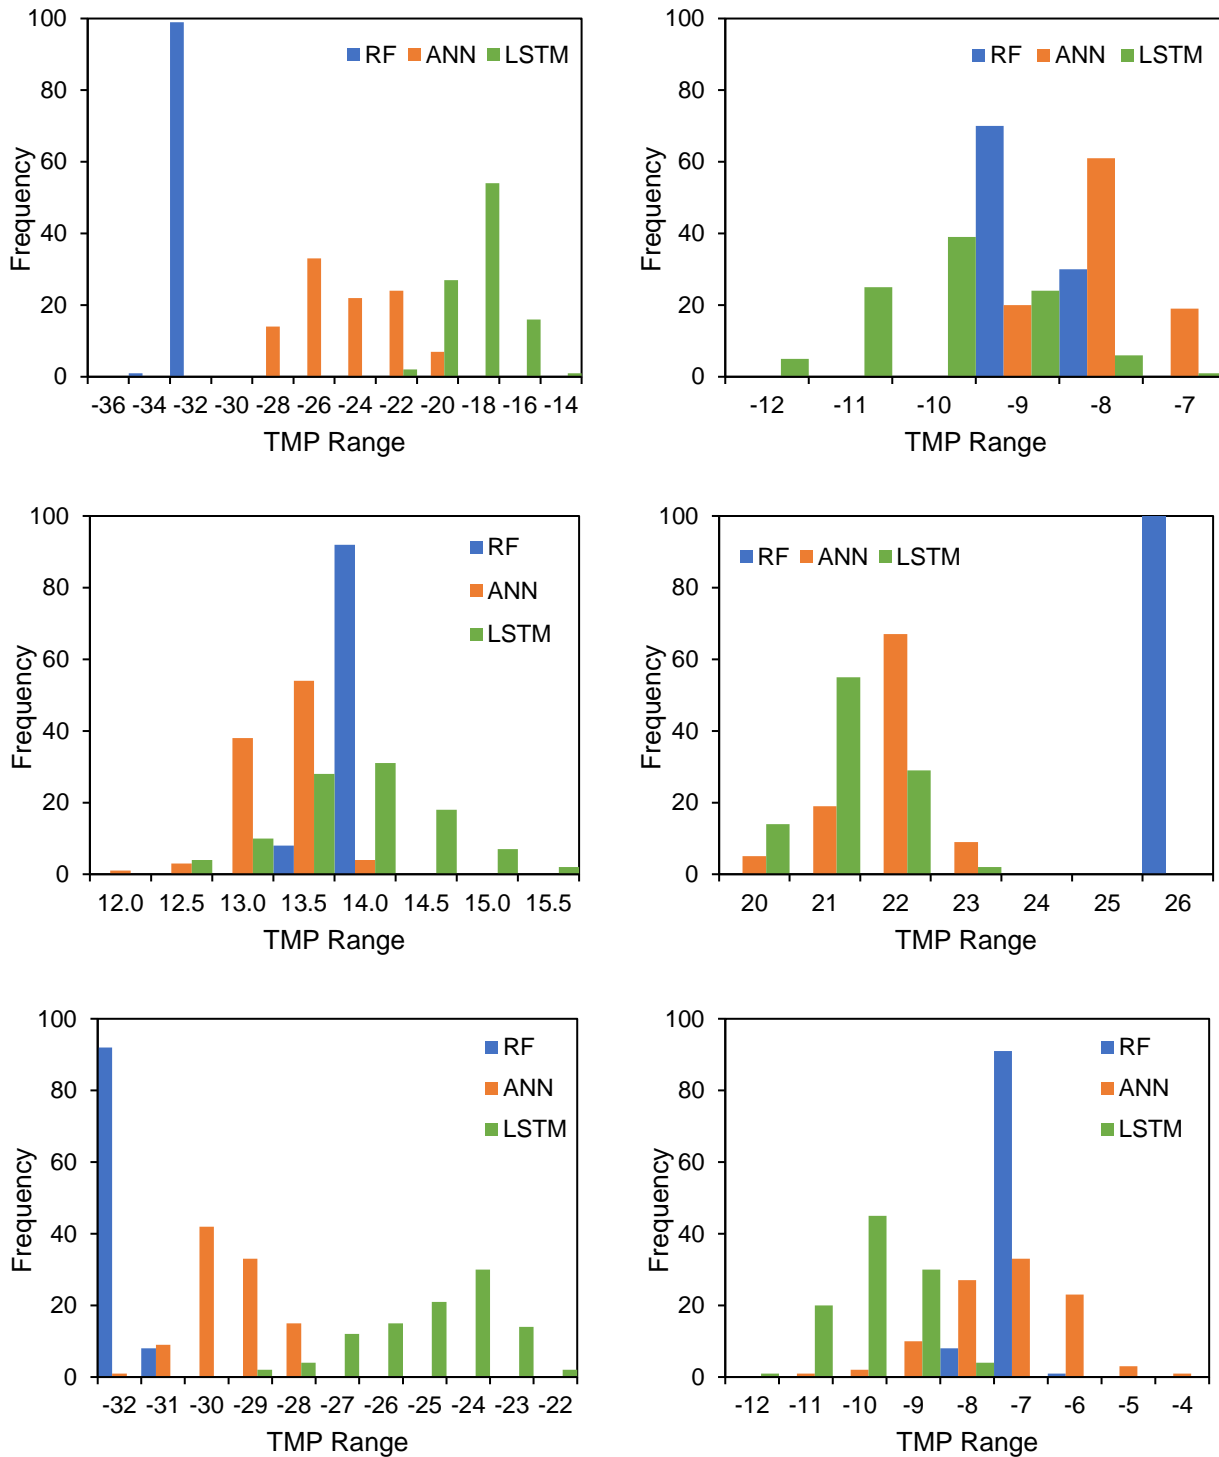 100
80
60
40
20
0
Frequency
RF ANN LSTM
-36 -34 -32 -30 -28 -26 -24 -22 -20 -18 -16 -14
TMP Range
100
80
60
40
20
0
Frequency
RF ANN LSTM
-12 -11 -10 -9 -8 -7
TMP Range
100
80
60
40
20
0
Frequency
RF
ANN
LSTM
12.0 12.5 13.0 13.5 14.0 14.5 15.0 15.5
TMP Range
100
80
60
40
20
0
Frequency
RF ANN LSTM
20 21 22 23 24 25 26
TMP Range
100
80
60
40
20
0
Frequency
RF
ANN
LSTM
-32 -31 -30 -29 -28 -27 -26 -25 -24 -23 -22
TMP Range
100
80
60
40
20
0
Frequency
RF
ANN
LSTM
-12 -11 -10 -9 -8 -7 -6 -5 -4
TMP Range